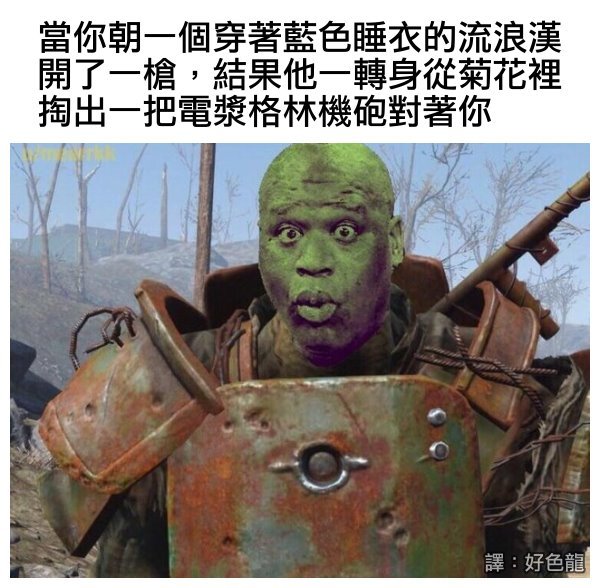 當你朝一個穿著藍色睡衣的流浪漢
開了一槍，結果他一轉身從菊花裡
掏出一把電漿格林機砲對著你
譯：好色龍